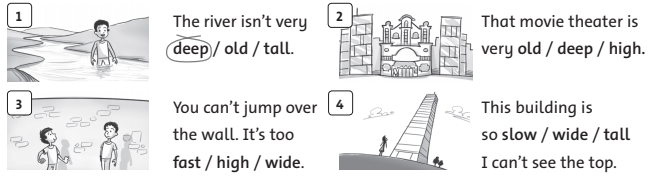 1
The river isn't very
deep / old / tall.
2
That movie theater is
very old / deep / high.
3
You can't jump over
the wall. It's too
fast / high / wide.
4
This building is
so slow / wide / tall
I can't see the top.